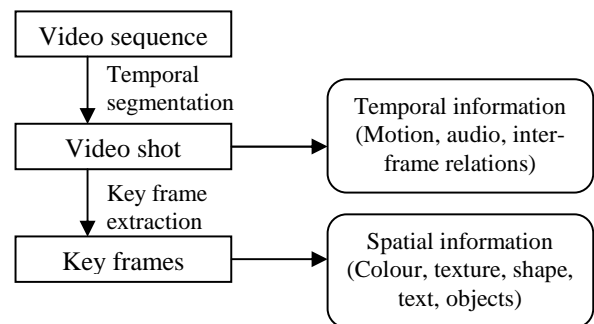 Video sequence
Temporal
segmentation
Video shot
Temporal information
(Motion, audio, inter-
frame relations)
Key frame
extraction
Key frames
Spatial information
(Colour, texture, shape,
text, objects)